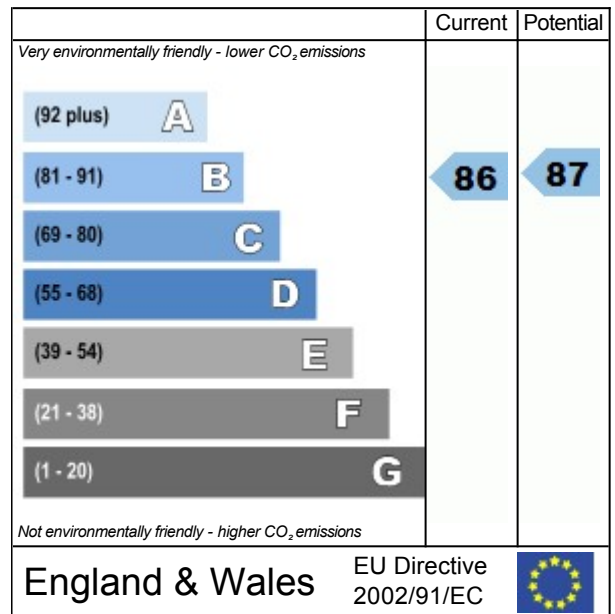 Current Potential
Very environmentally friendly - lower CO₂ emissions
(92 plus) A
(81 - 91) B 86 87
(69 - 80) C
(55 - 68) D
(39 - 54) E
(21 - 38) F
(1 - 20) G
Not environmentally friendly - higher CO₂ emissions
England & Wales
EU Directive
2002/91/EC